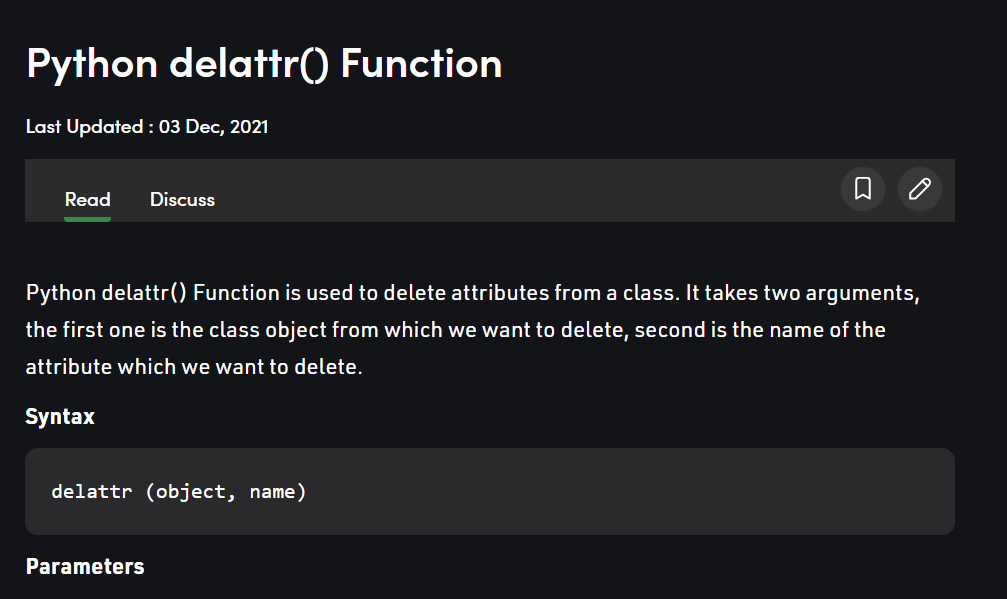 Python delattr() Function
Last Updated : 03 Dec, 2021
Read Discuss
Python delattr() Function is used to delete attributes from a class. It takes two arguments,
the first one is the class object from which we want to delete, second is the name of the
attribute which we want to delete.
Syntax
delattr (object, name)
Parameters